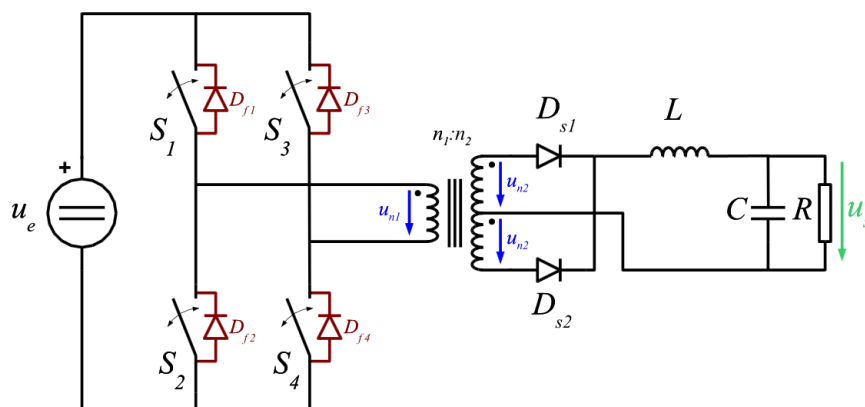 D_s1
L
S_1
D_f1
S_3
D_f3
n_1:n_2
u_n1
u_n2
u_n2
+
u_e
C
R
D_s2
S_2
D_f2
S_4
D_f4